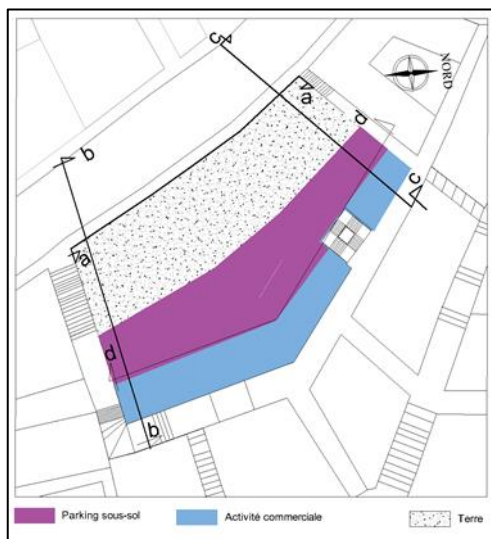 c
NORD
a
d
b
c
a
d
b
Parking sous-sol
Activité commerciale
Terre